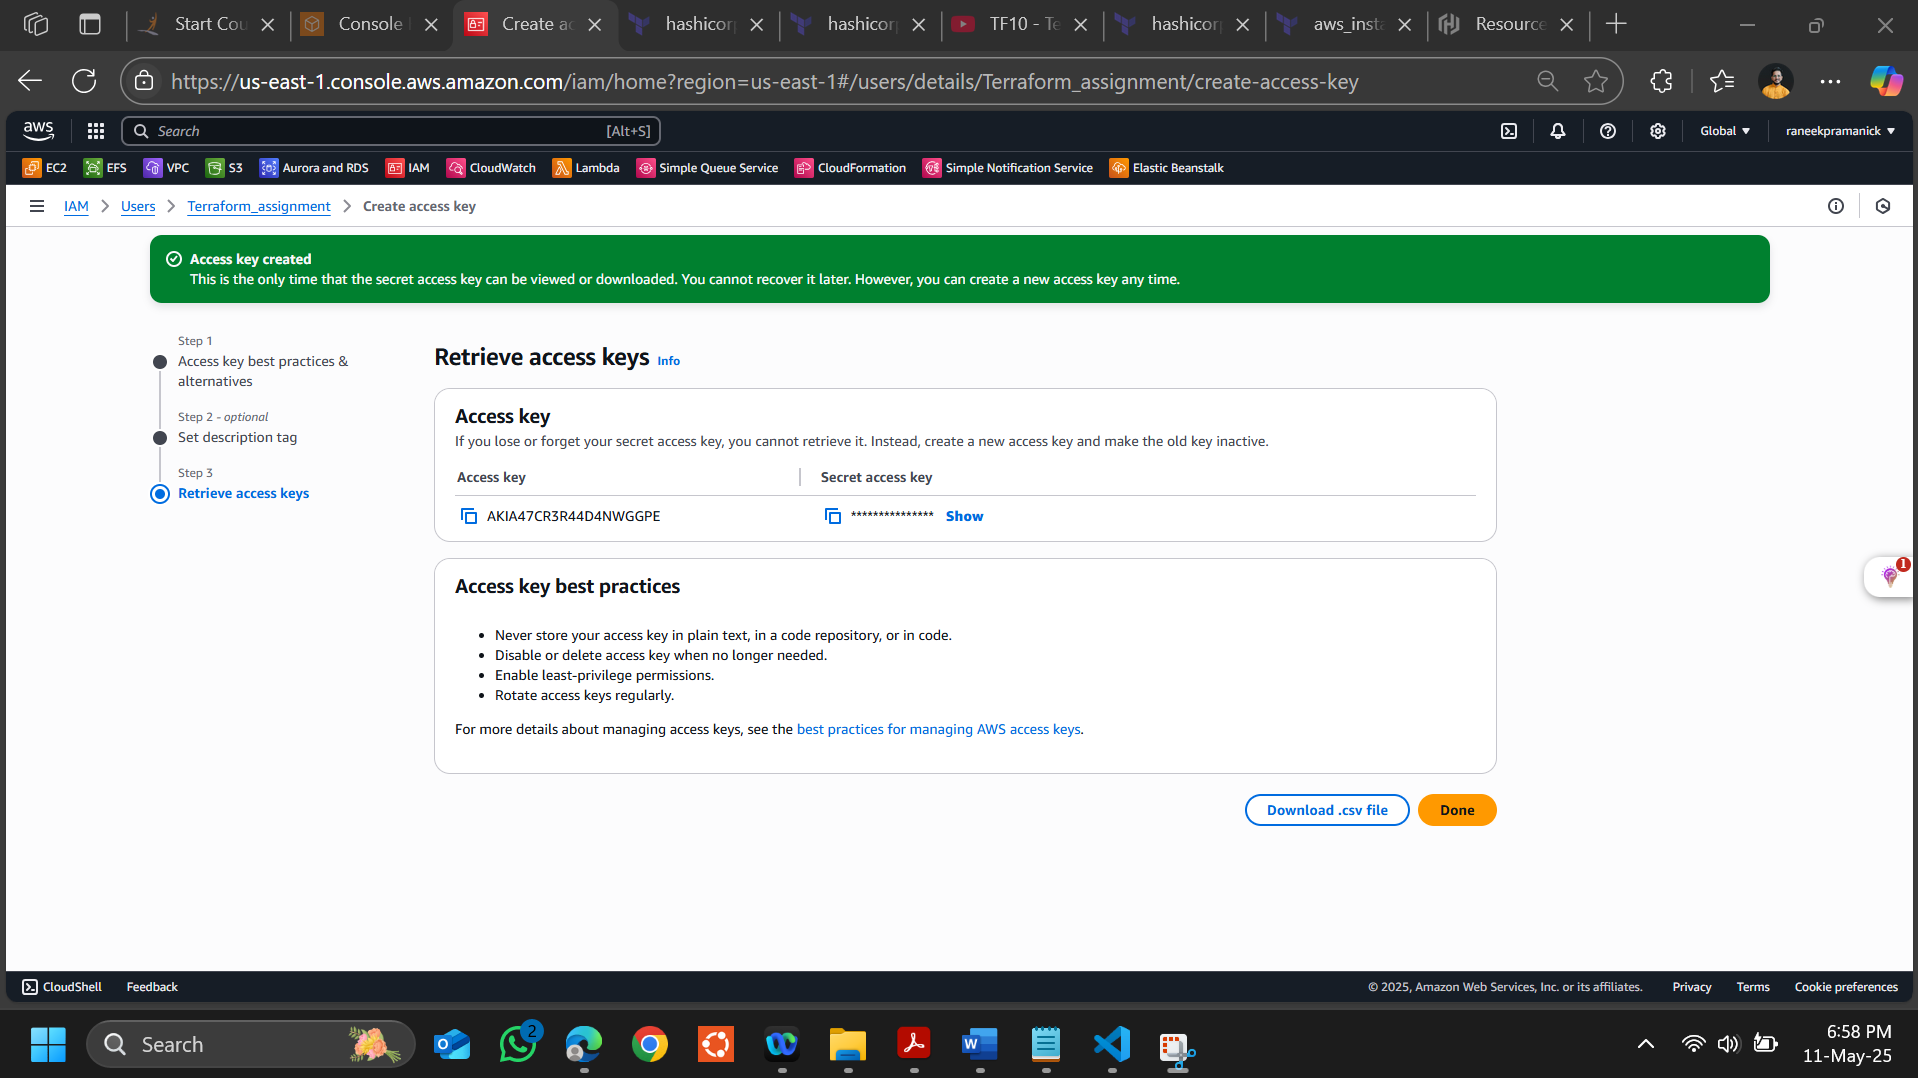 Start Cou
Console
Create ac
hashicor
hashicor
TF10 - Te
hashicor
aws_inst
Resource
https://us-east-1.console.aws.amazon.com/iam/home?region=us-east-1#/users/details/Terraform_assignment/create-access-key
aws
Search
[Alt+S]
Global
raneekpramanick
EC2
EFS
VPC
S3
Aurora and RDS
IAM
CloudWatch
Lambda
Simple Queue Service
CloudFormation
Simple Notification Service
Elastic Beanstalk
IAM
Users
Terraform_assignment
Create access key
Access key created
This is the only time that the secret access key can be viewed or downloaded. You cannot recover it later. However, you can create a new access key any time.
Step 1
Access key best practices &
alternatives
Step 2 - optional
Set description tag
Step 3
Retrieve access keys
Retrieve access keys Info
Access key
If you lose or forget your secret access key, you cannot retrieve it. Instead, create a new access key and make the old key inactive.
Access key
Secret access key
AKIA47CR3R44D4NWGGPE
*************** Show
Access key best practices
• Never store your access key in plain text, in a code repository, or in code.
• Disable or delete access key when no longer needed.
• Enable least-privilege permissions.
• Rotate access keys regularly.
For more details about managing access keys, see the best practices for managing AWS access keys.
Download .csv file
Done
1
CloudShell
Feedback
© 2025, Amazon Web Services, Inc. or its affiliates.
Privacy
Terms
Cookie preferences
Search
2
6:58 PM
11-May-25